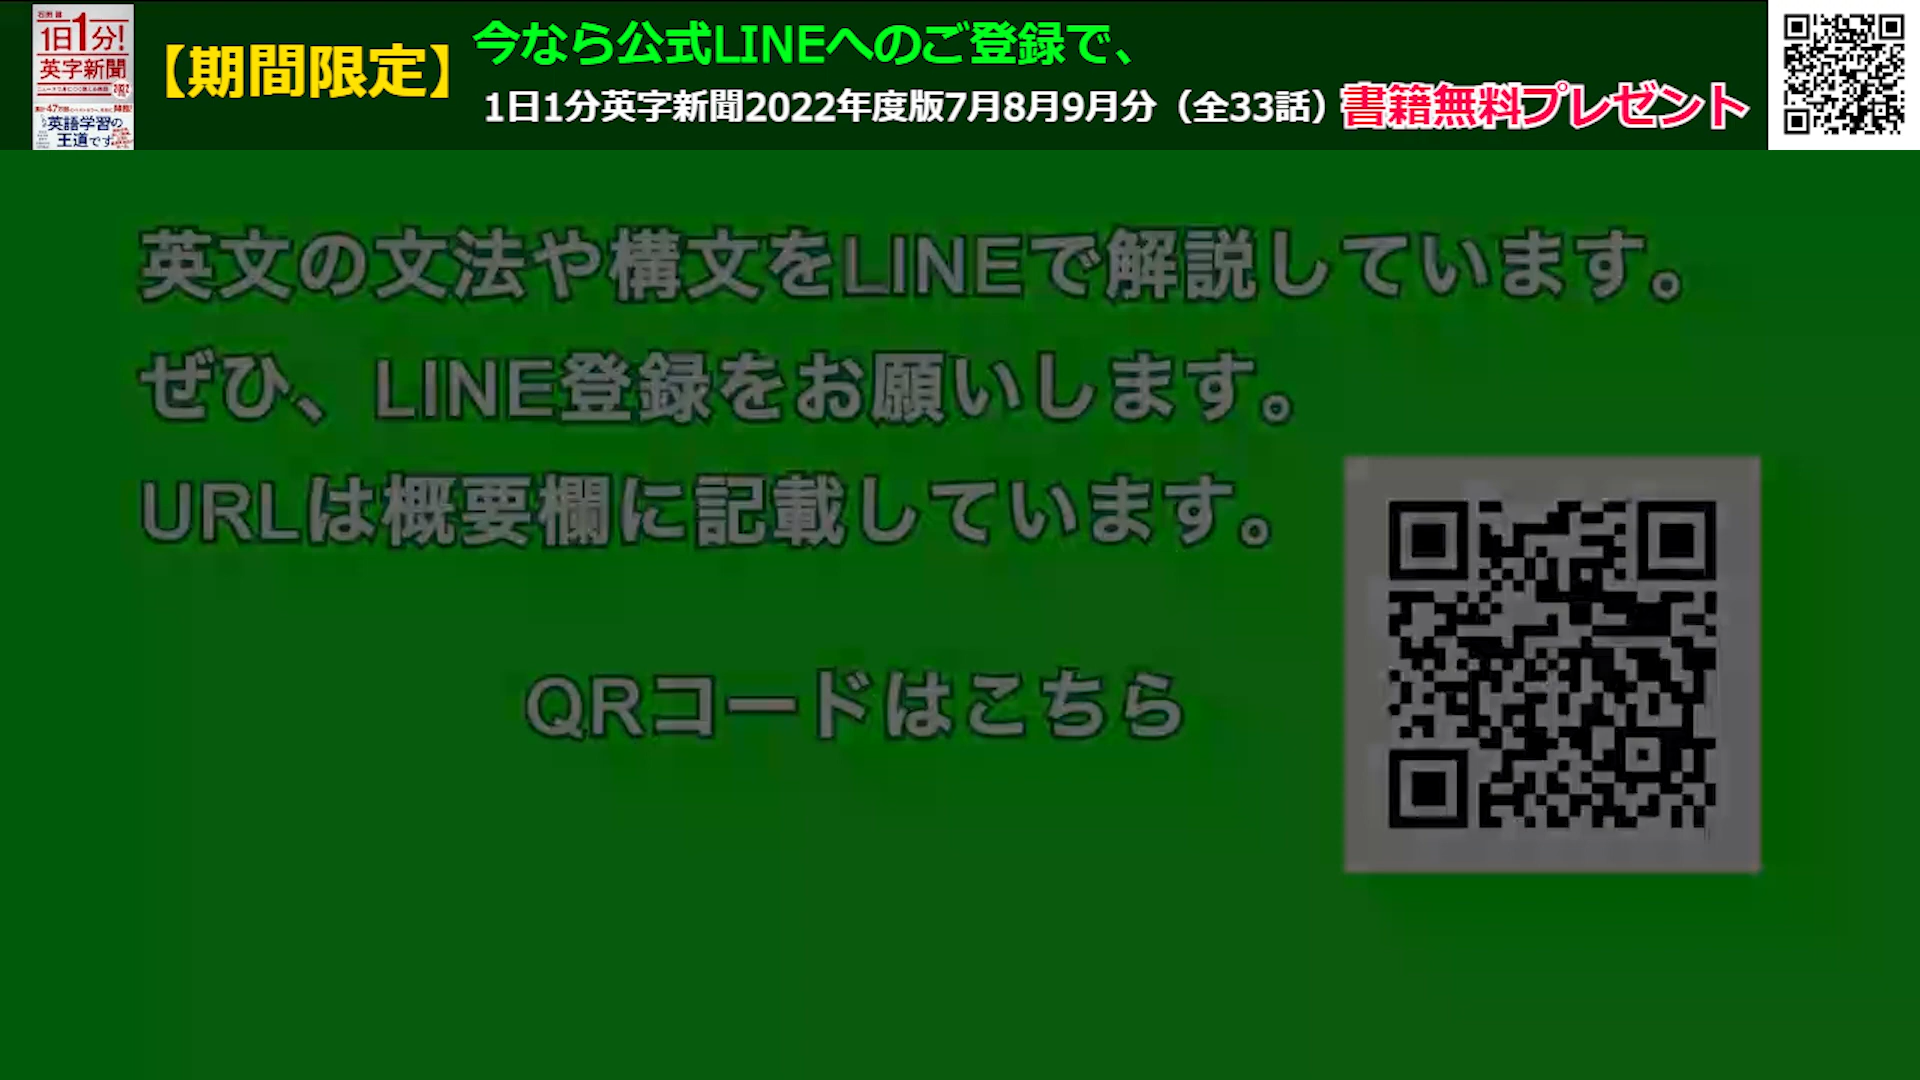 石田 健
1日1分!
英字新聞
2022
英語学習の
王道です。
【期間限定】
今なら公式LINEへのご登録で、
1日1分英字新聞2022年度版7月8月9月分（全33話）書籍無料プレゼント
英文の文法や構文をLINEで解説しています。
ぜひ、LINE登録をお願いします。
URLは概要欄に記載しています。
QRコードはこちら